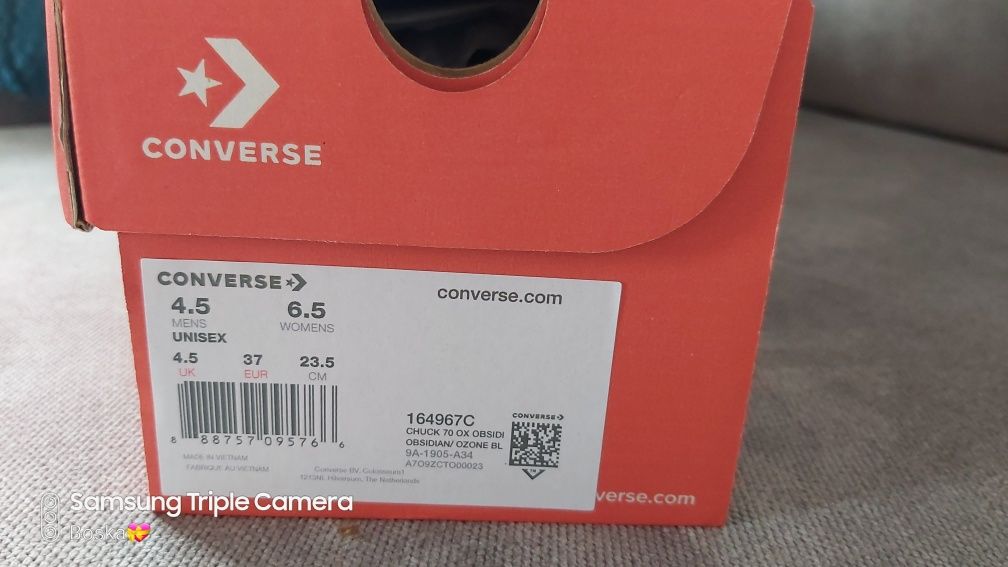 CONVERSE
CONVERSE
converse.com
4.5 6.5
MENS WOMENS
UNISEX
4.5 37 23.5
UK EUR CM
8 88757 09576 6
164967C
CHUCK 70 OX OBSIDI
OBSIDIAN/ OZONE BL
9A-1905-A34
A7O9ZCTO00023
CONVERSE
MADE IN VIETNAM
FABRIQUE AU VIETNAM
Converse BV, Colosseum1
1213NL Hilversum, The Netherlands
verse.com
Samsung Triple Camera
Boska💝